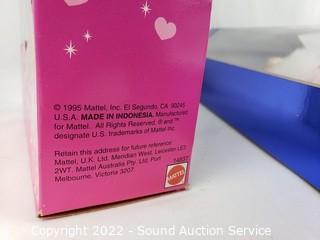 © 1995 Mattel, Inc. El Segundo, CA 90245
U.S.A. MADE IN INDONESIA. Manufactured
for Mattel. All Rights Reserved. ® and ™
designate U.S. trademarks of Mattel Inc.
Retain this address for future reference:
Mattel, U.K. Ltd. Meridian West, Leicester LE3
2WT. Mattel Australia Pty. Ltd. Port
Melbourne, Victoria 3207.
14637
MATTEL
Copyright 2022 - Sound Auction Service